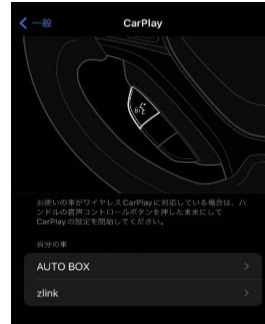 一般
CarPlay
お使いの車がワイヤレスCarPlayに対応している場合は、ハ
ンドルの音声コントロールボタンを押したままにして
CarPlayの設定を開始してください。
自分の車
AUTO BOX
zlink